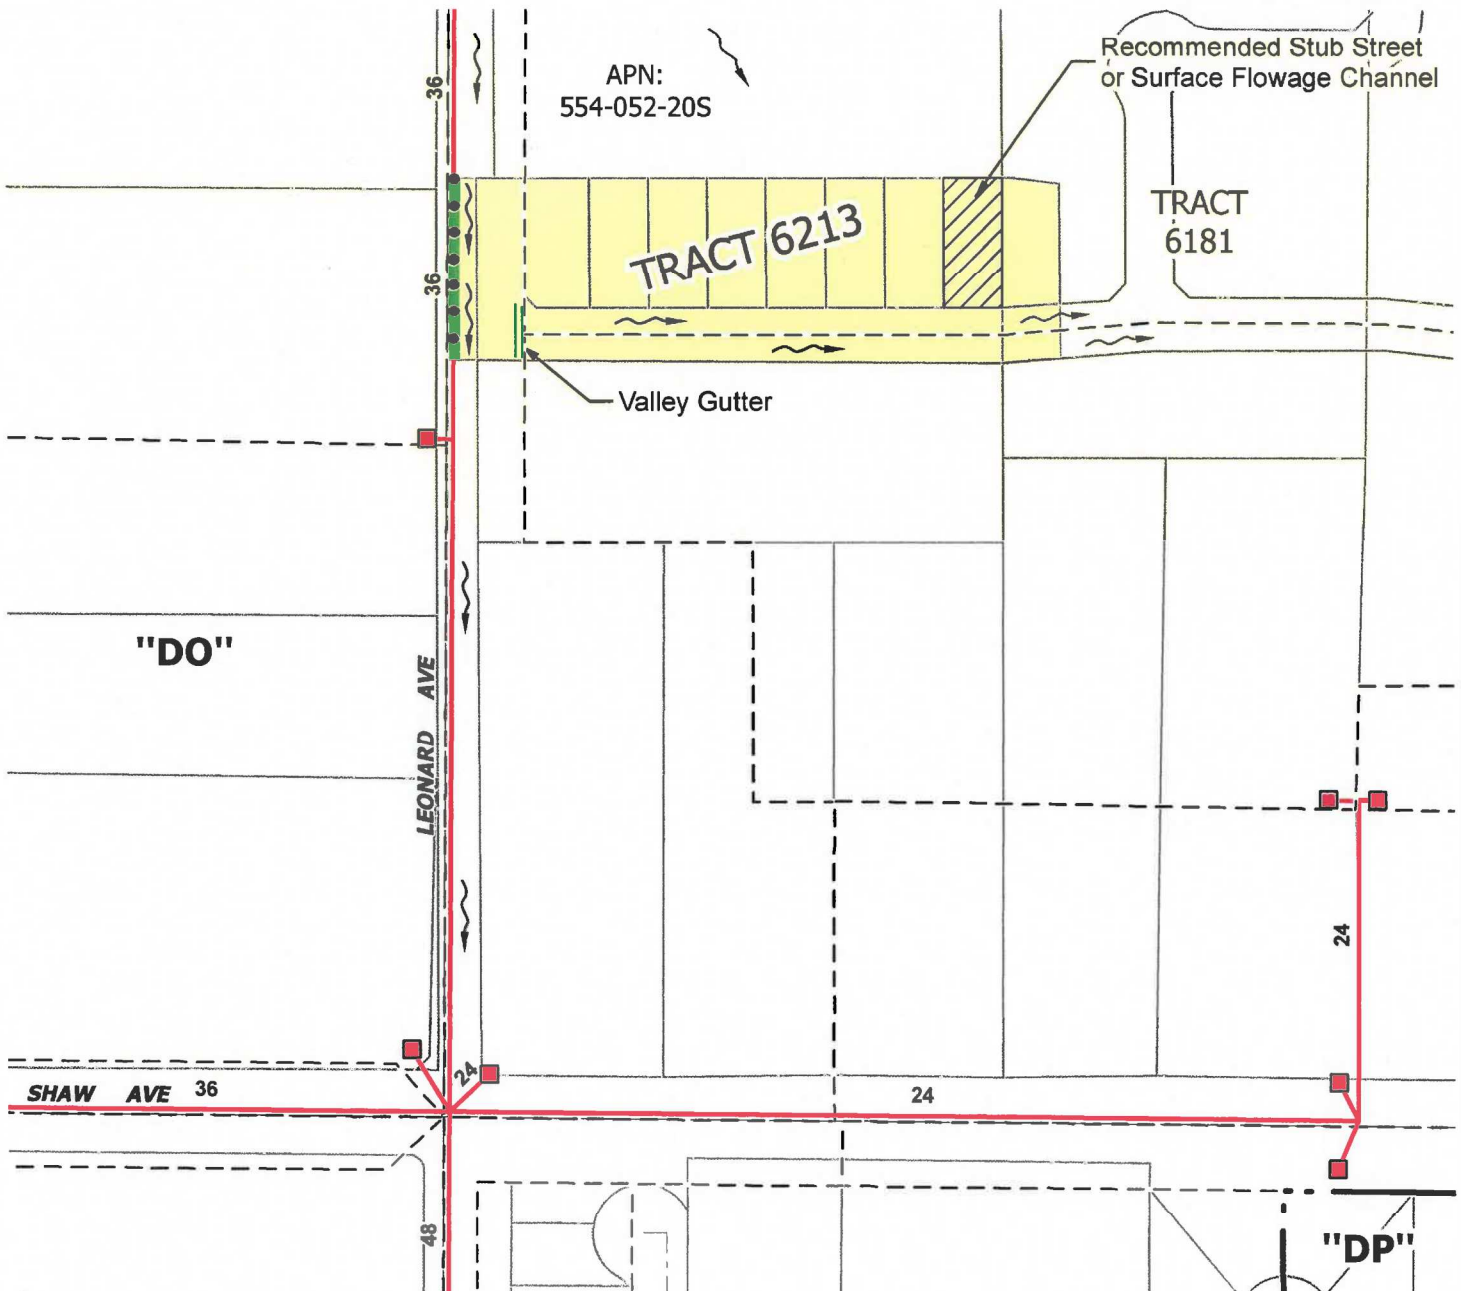 Recommended Stub Street
or Surface Flowage Channel
APN:
554-052-20S
36
TRACT 6213
TRACT
6181
36
Valley Gutter
"DO"
LEONARD AVE
24
24
SHAW AVE 36
24
48
"DP"